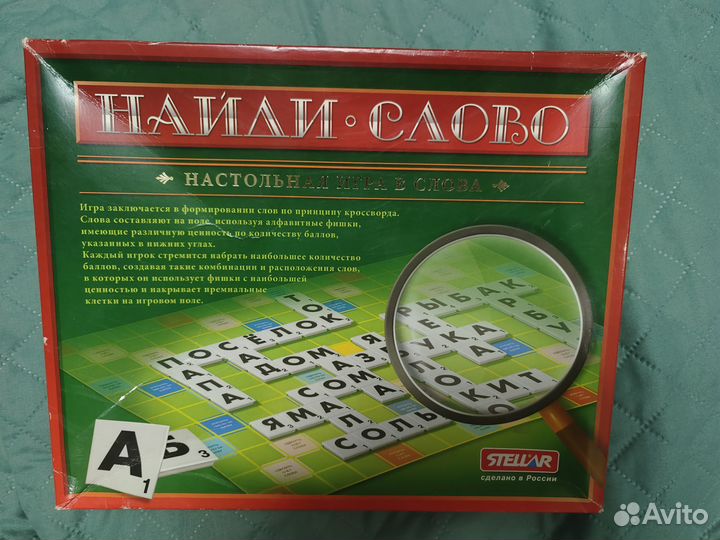 НАЙДИ·СЛОВО
НАСТОЛЬНАЯ ИГРА В СЛОВА
Игра заключается в формировании слов по принципу кроссворда.
Слова составляют на поле, используя алфавитные фишки,
имеющие различную ценность по количеству баллов,
указанных в нижних углах.
Каждый игрок стремится набрать наибольшее количество
баллов, создавая такие комбинации и расположения слов,
в которых он использует фишки с наибольшей
ценностью и накрывает премиальные
клетки на игровом поле.
РЫБАК
ПОСЁЛОК
ДОМ
ПАПА
СОМ
ЯМА
СОЛЬ
КИТ
А
1
Ь
3
STELLAR
сделано в России
Avito